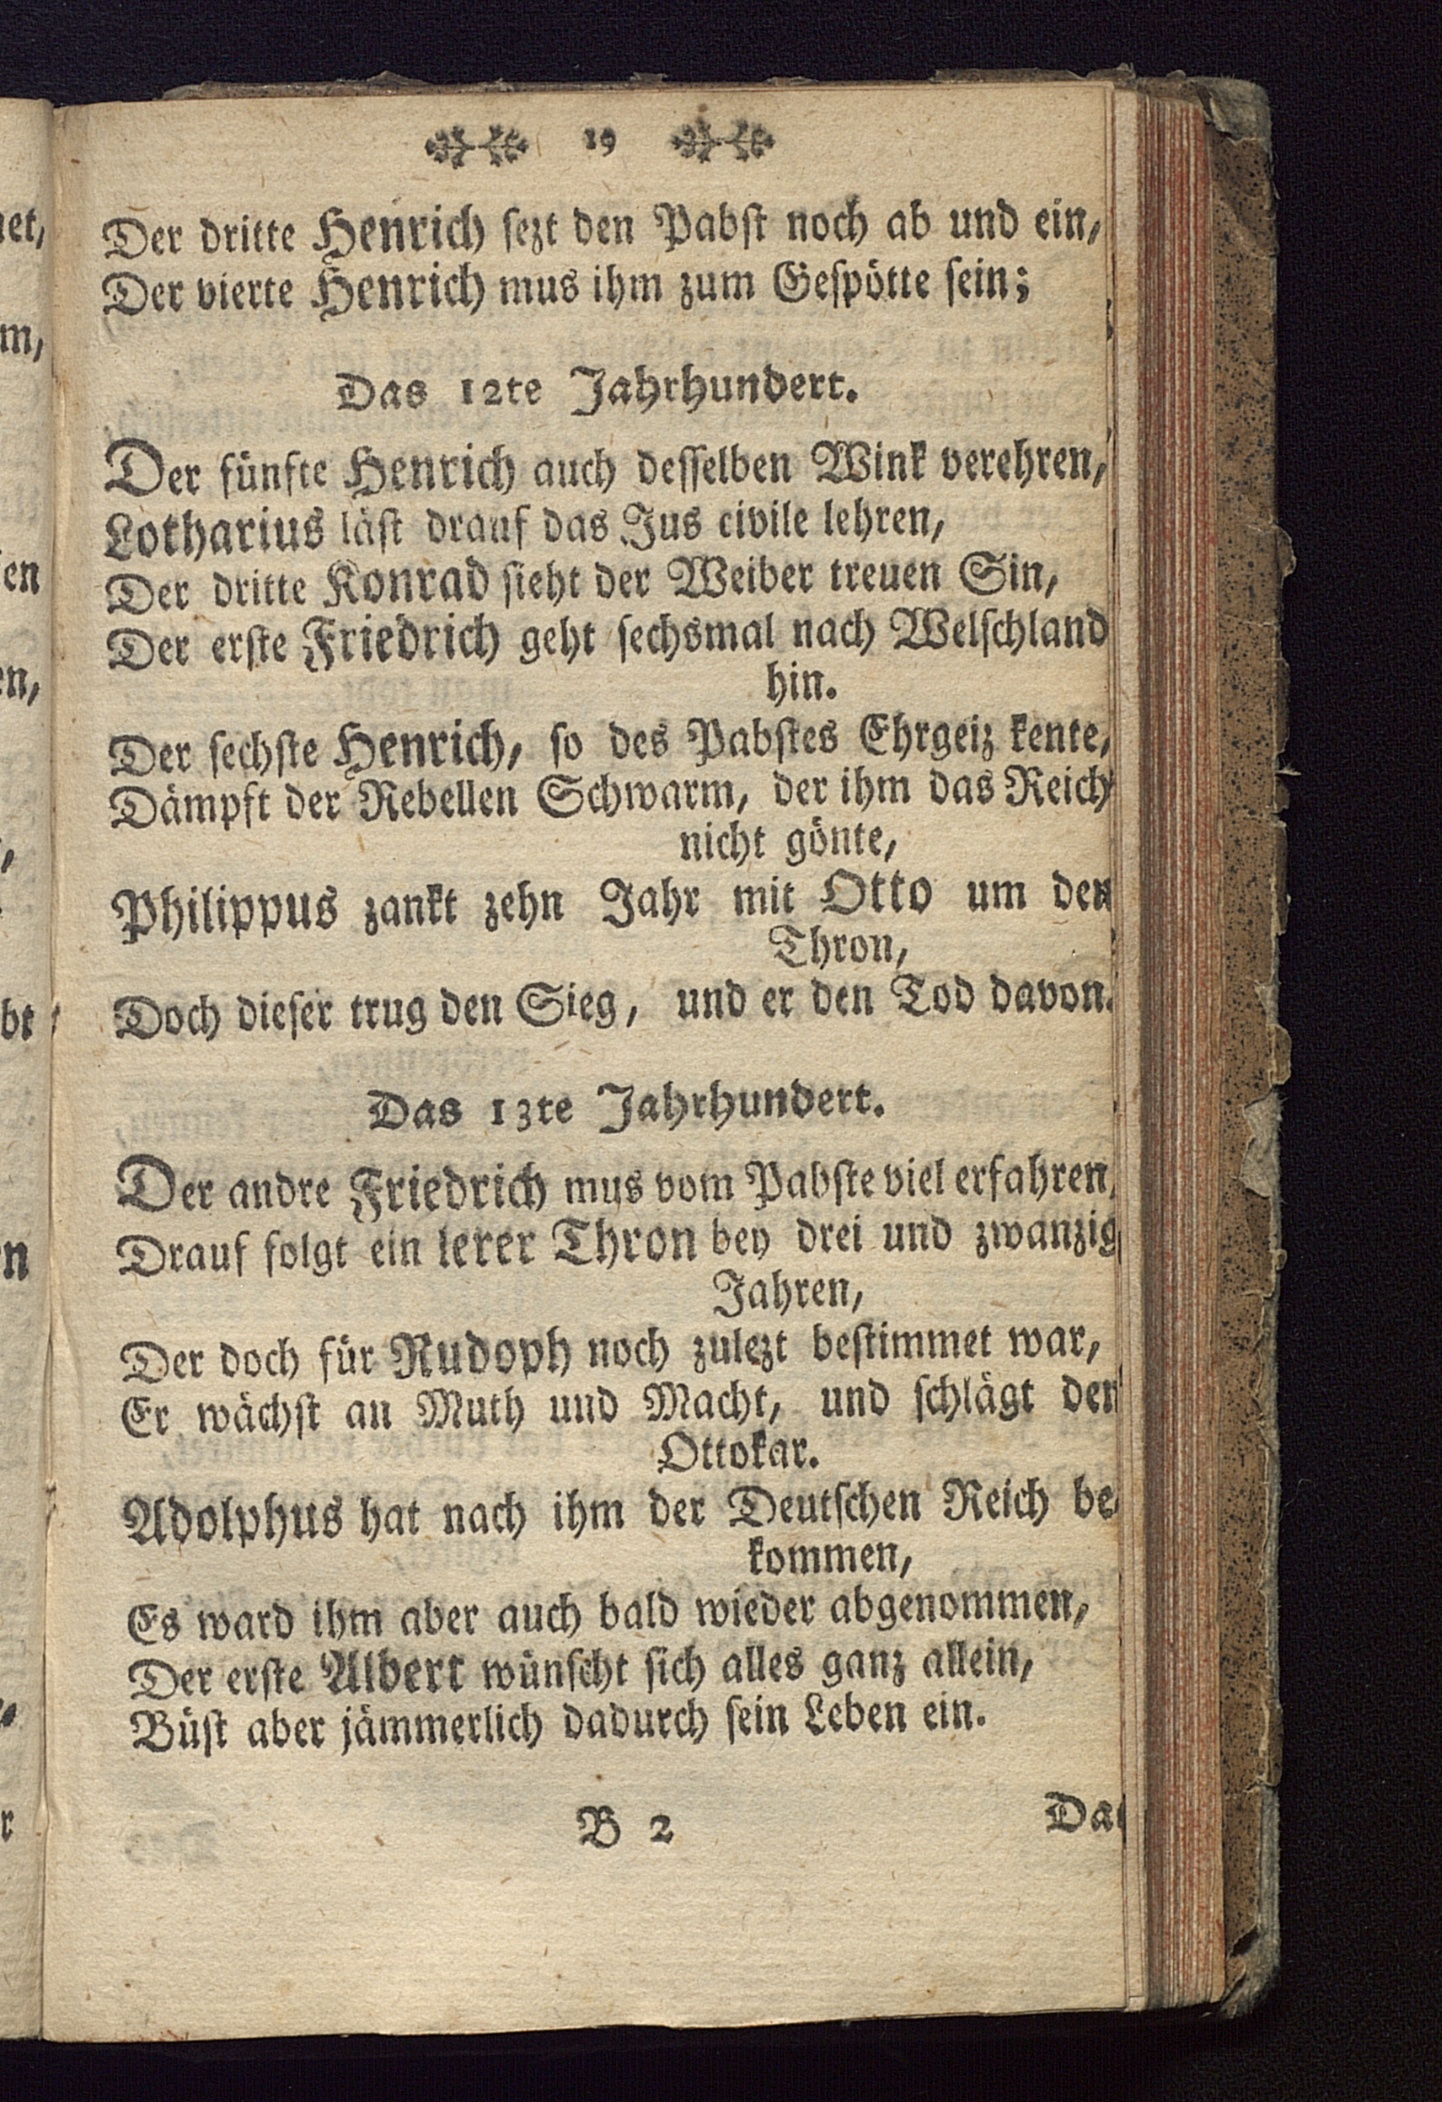 19
Der dritte Henrich sezt den Pabst noch ab und ein,
Der vierte Henrich mus ihm zum Gespötte sein;
Das 12te Jahrhundert.
Der fünfte Henrich auch desselben Wink verehren,
Lotharius läst drauf das Jus civile lehren,
Der dritte Konrad sieht der Weiber treuen Sin,
Der erste Friedrich geht sechsmal nach Welschland
hin.
Der sechste Henrich, so des Pabstes Ehrgeiz kente,
Dämpft der Rebellen Schwarm, der ihm das Reich
nicht gönte,
Philippus zankt zehn Jahr mit Otto um den
Thron,
Doch dieser trug den Sieg, und er den Tod davon.
Das 13te Jahrhundert.
Der andre Friedrich mus vom Pabste viel erfahren,
Drauf folgt ein lerer Thron bey drei und zwanzig
Jahren,
Der doch für Rudoph noch zulezt bestimmet war,
Er wächst an Muth und Macht, und schlägt den
Ottokar.
Adolphus hat nach ihm der Deutschen Reich be-
kommen,
Es ward ihm aber auch bald wieder abgenommen,
Der erste Albert wünscht sich alles ganz allein,
Büst aber jämmerlich dadurch sein Leben ein.
B 2
Das